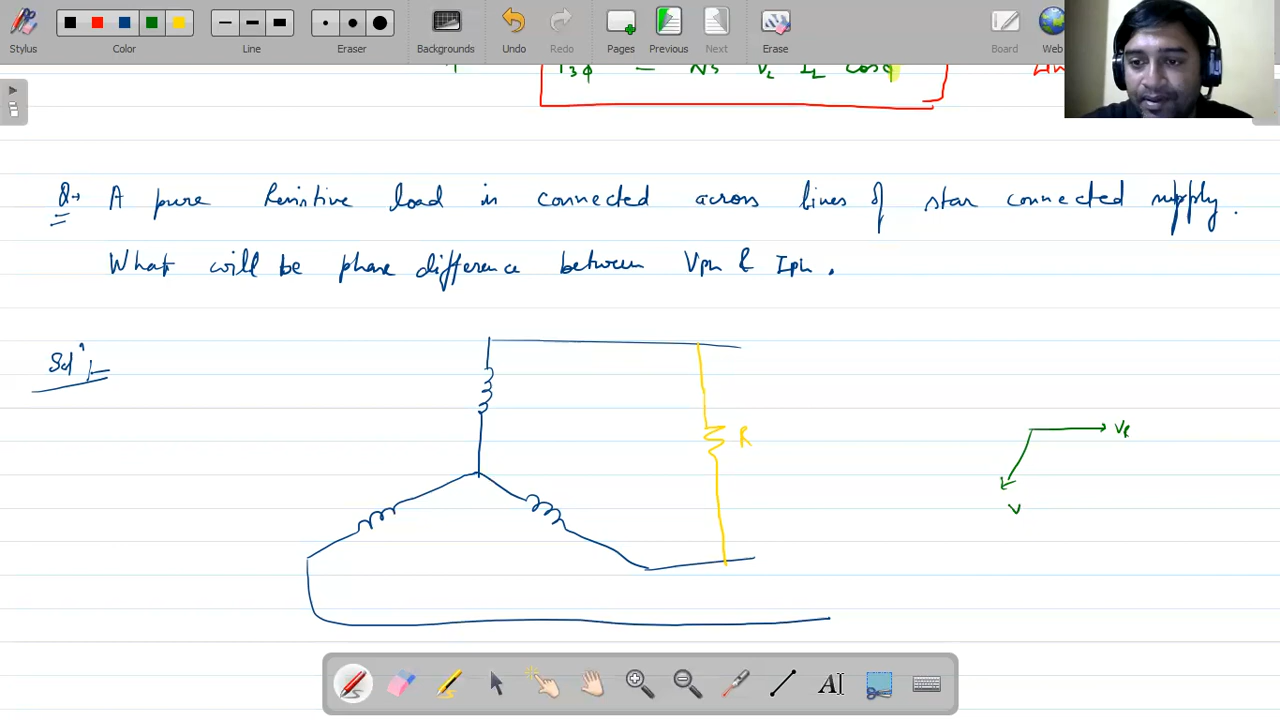 Stylus
Color
Line
Eraser
Backgrounds
Undo
Redo
Pages
Previous
Next
Erase
Board
Web
P3φ = √3 VL IL cosφ
Q→ A pure Resistive load is connected across lines of star connected supply.
What will be phase difference between Vph & Iph.
Solⁿ:-
R
VR
V